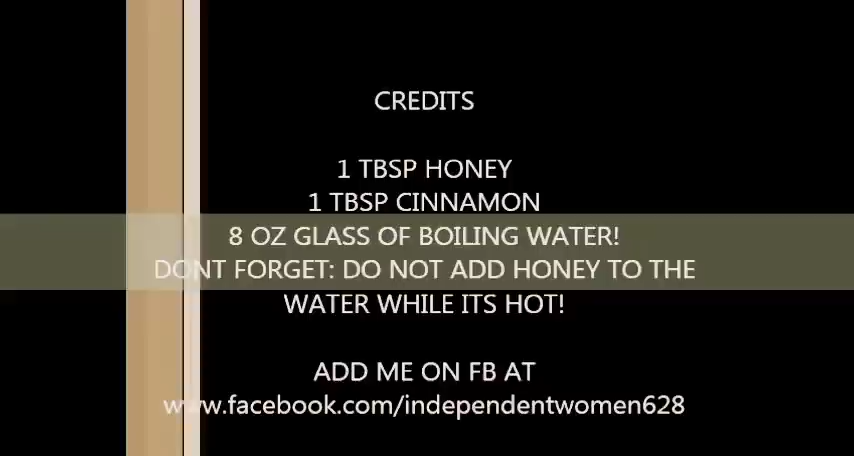 CREDITS
1 TBSP HONEY
1 TBSP CINNAMON
8 OZ GLASS OF BOILING WATER!
DONT FORGET: DO NOT ADD HONEY TO THE
WATER WHILE ITS HOT!
ADD ME ON FB AT
www.facebook.com/independentwomen628